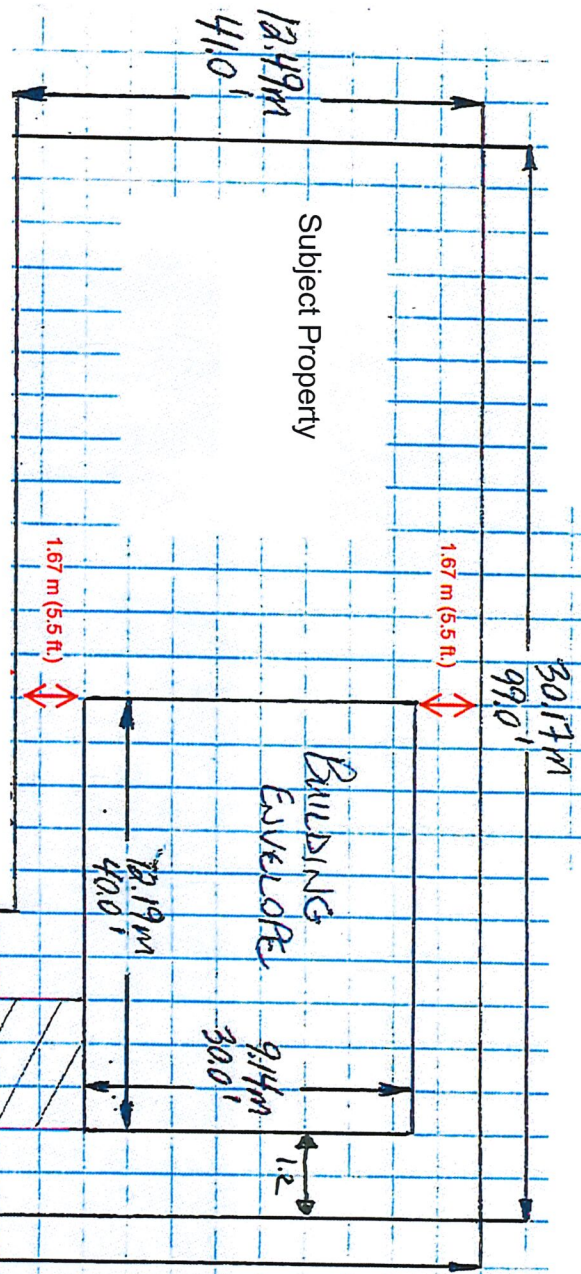 12.49m
41.0'
Subject Property
1.67 m (5.5 ft.)
1.67 m (5.5 ft.)
30.17m
99.0'
BUILDING
ENVELOPE
12.19m
40.0'
9.14m
30.0'
1.2